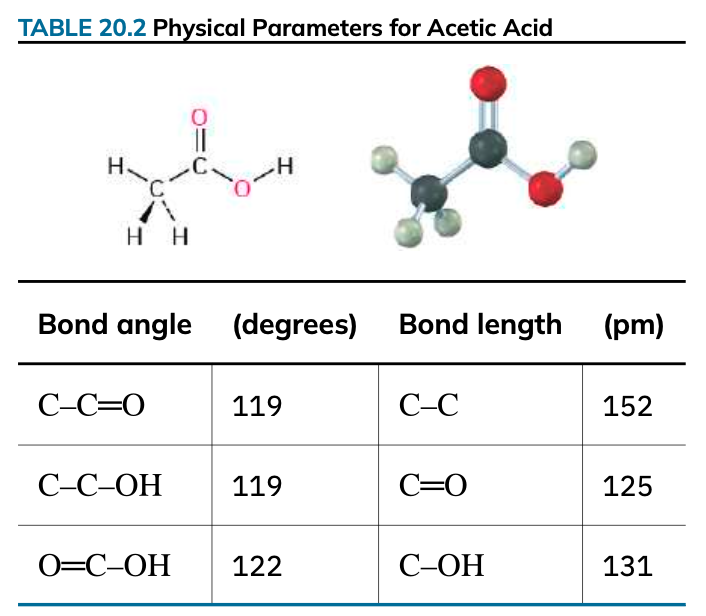 TABLE 20.2 Physical Parameters for Acetic Acid
O
H C H
C O
H H
Bond angle (degrees) Bond length (pm)
C–C=O 119 C–C 152
C–C–OH 119 C=O 125
O=C–OH 122 C–OH 131